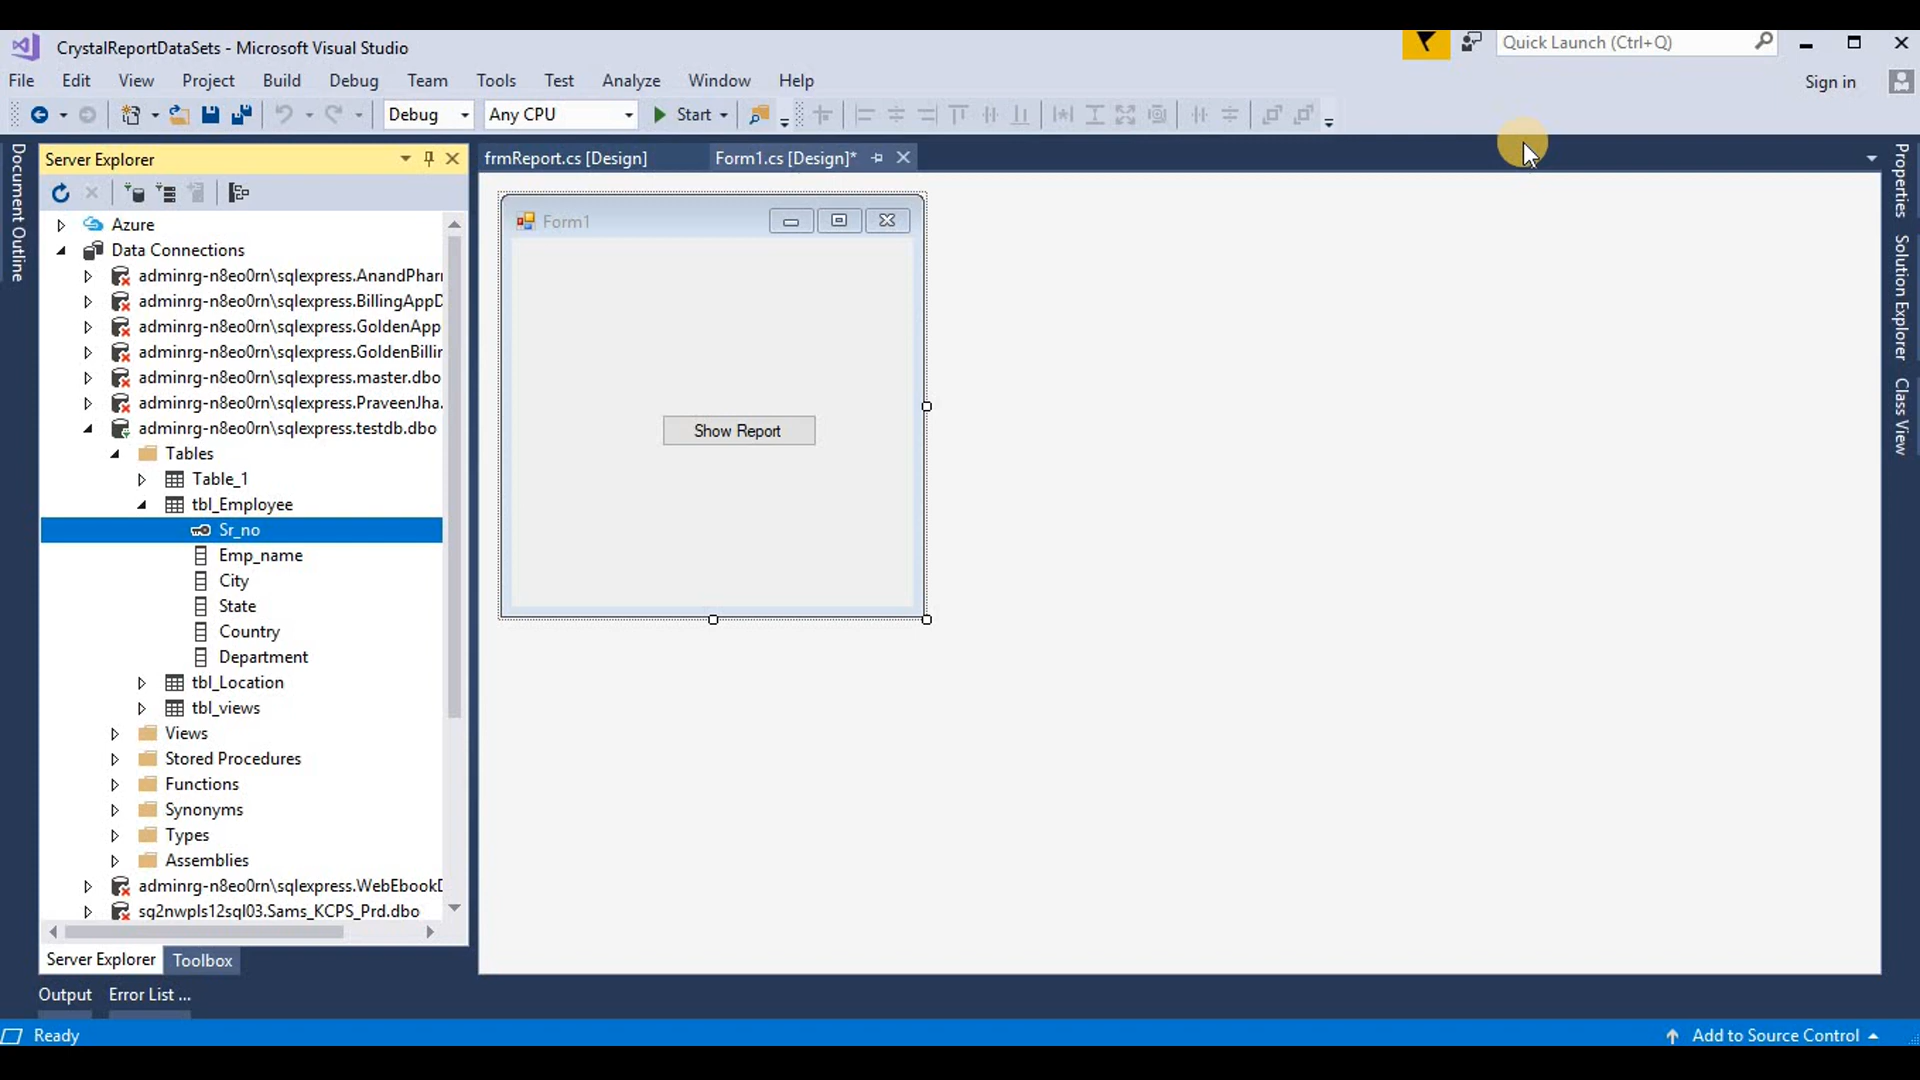 CrystalReportDataSets - Microsoft Visual Studio
Quick Launch (Ctrl+Q)
File Edit View Project Build Debug Team Tools Test Analyze Window Help
Sign in
Debug Any CPU Start
Document Outline
Server Explorer
frmReport.cs [Design]
Form1.cs [Design]*
Properties
Solution Explorer
Class View
Azure
Data Connections
adminrg-n8eo0rn\sqlexpress.AnandPharr
adminrg-n8eo0rn\sqlexpress.BillingAppD
adminrg-n8eo0rn\sqlexpress.GoldenApp
adminrg-n8eo0rn\sqlexpress.GoldenBillir
adminrg-n8eo0rn\sqlexpress.master.dbo
adminrg-n8eo0rn\sqlexpress.PraveenJha.
adminrg-n8eo0rn\sqlexpress.testdb.dbo
Tables
Table_1
tbl_Employee
Sr_no
Emp_name
City
State
Country
Department
tbl_Location
tbl_views
Views
Stored Procedures
Functions
Synonyms
Types
Assemblies
adminrg-n8eo0rn\sqlexpress.WebEbookD
sq2nwpls12sql03.Sams_KCPS_Prd.dbo
Form1
Show Report
Server Explorer
Toolbox
Output
Error List ...
Ready
Add to Source Control